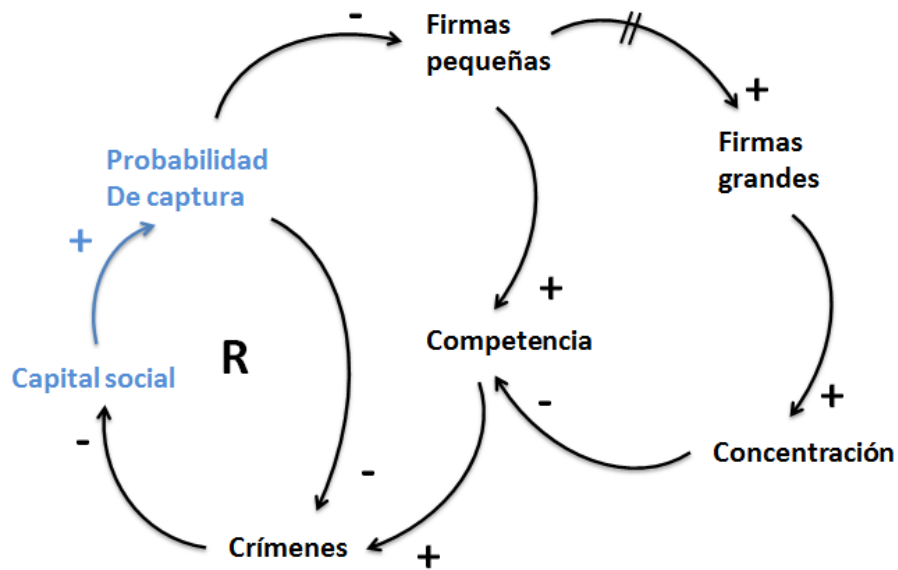 -
Firmas
pequeñas
+
Firmas
grandes
Probabilidad
De captura
+
+
Competencia
R
Capital social
-
-
+
-
Concentración
Crímenes
+